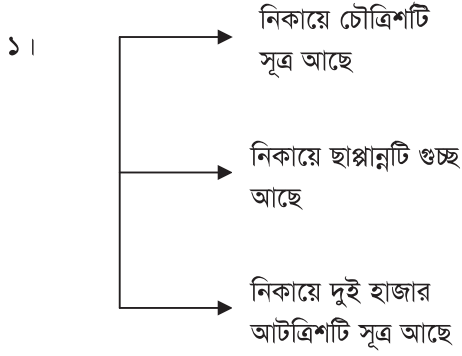 ১।
নিকায়ে চৌত্রিশটি
সূত্র আছে
নিকায়ে ছাপ্পান্নটি গুচ্ছ
আছে
নিকায়ে দুই হাজার
আটত্রিশটি সূত্র আছে